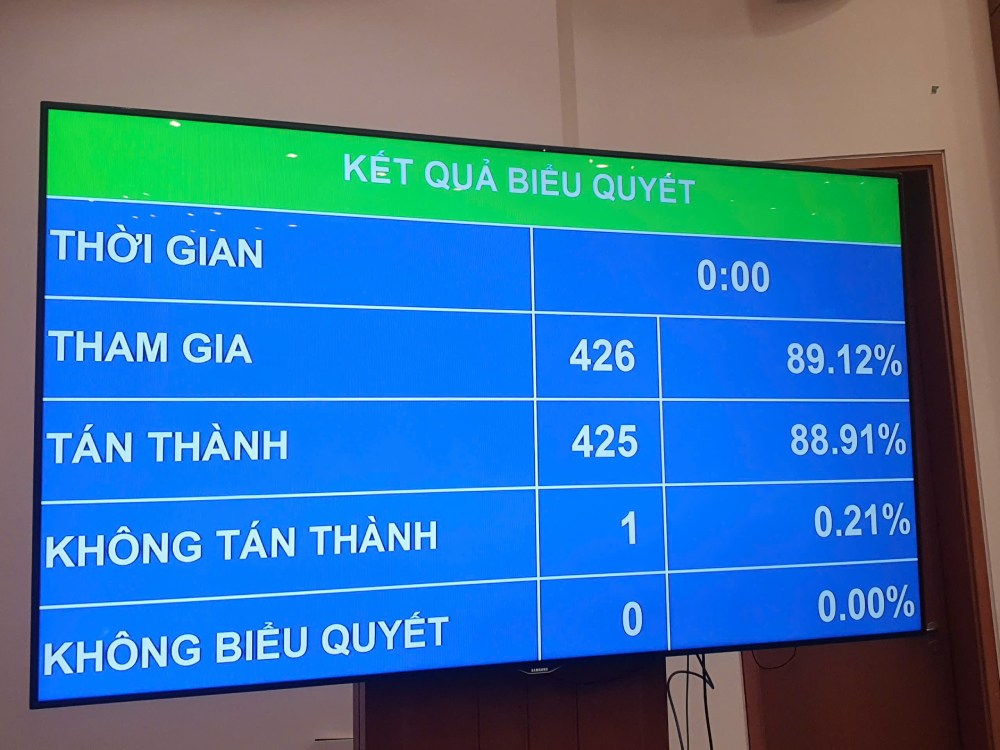 KẾT QUẢ BIỂU QUYẾT
THỜI GIAN 0:00
THAM GIA 426 89.12%
TÁN THÀNH 425 88.91%
KHÔNG TÁN THÀNH 1 0.21%
KHÔNG BIỂU QUYẾT 0 0.00%
SAMSUNG